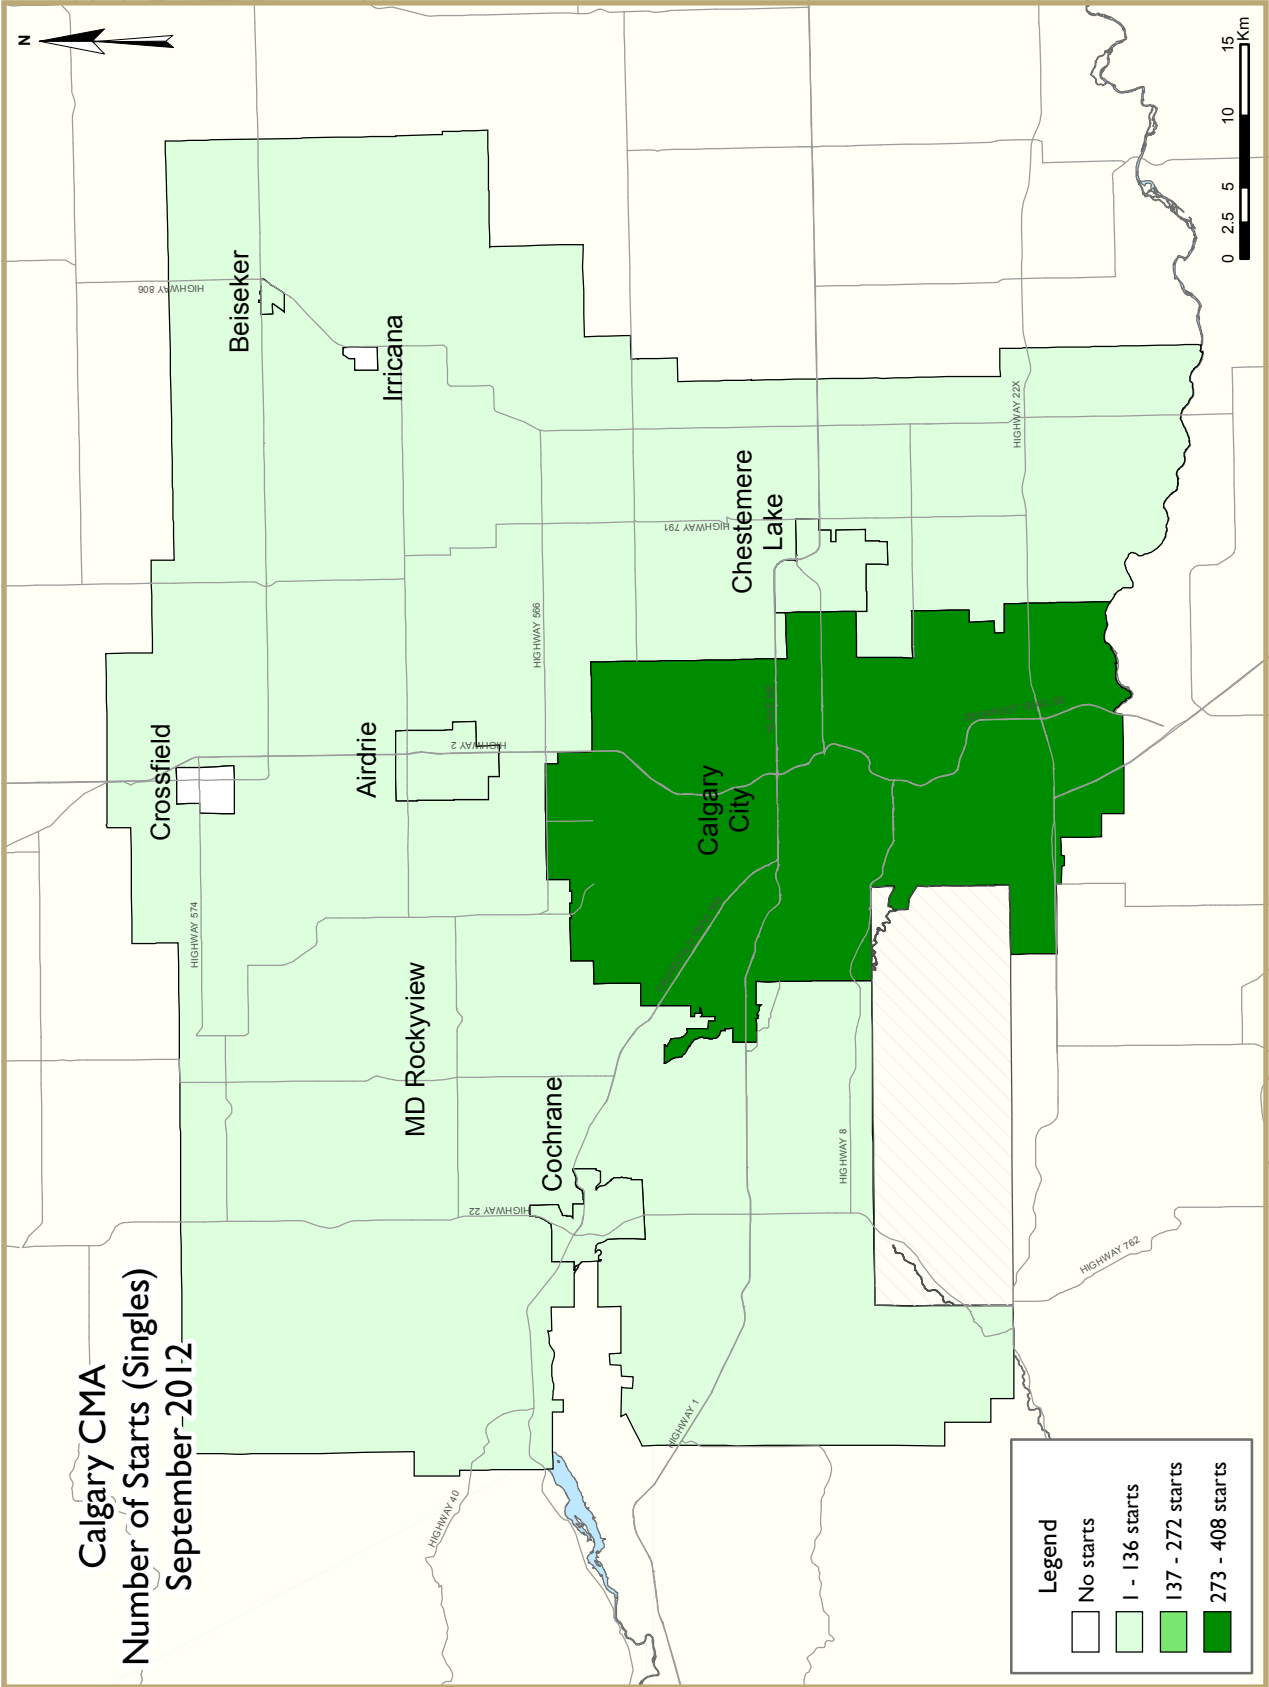 Calgary CMA
Number of Starts (Singles)
September 2012
N
HIGHWAY 806
Beiseker
Irricana
Crossfield
HIGHWAY 574
Airdrie
HIGHWAY 2
HIGHWAY 566
MD Rockyview
Cochrane
HIGHWAY 22
HIGHWAY 791
Chestemere
Lake
Calgary
City
HIGHWAY 22X
HIGHWAY 8
HIGHWAY 1
HIGHWAY 40
HIGHWAY 762
Legend
No starts
1 - 136 starts
137 - 272 starts
273 - 408 starts
0 2.5 5 10 15
Km